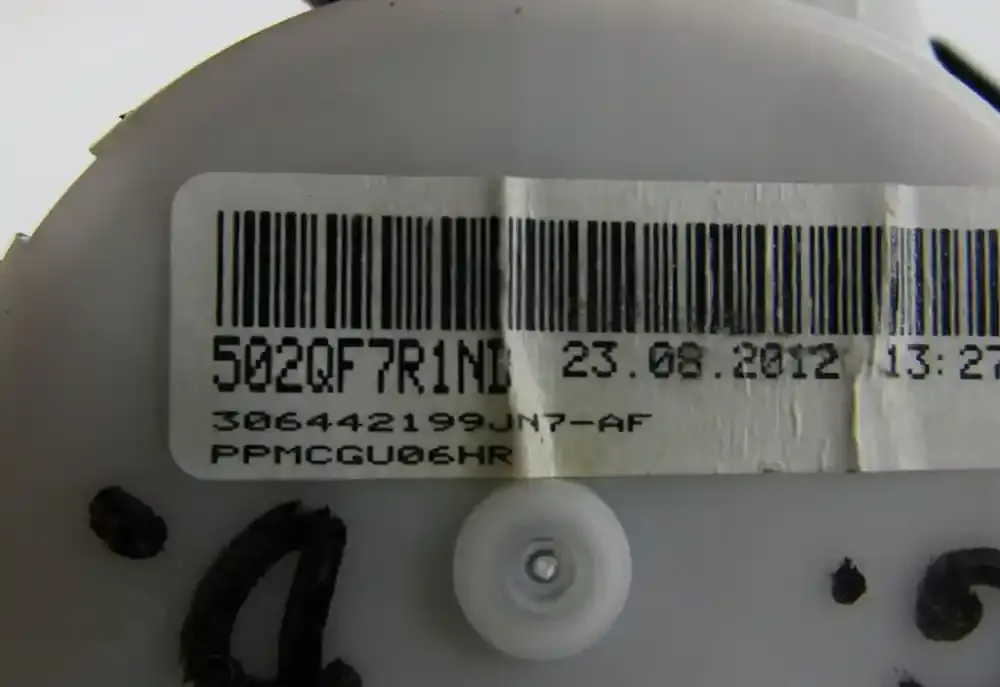 502QF7R1ND 23.08.2012 13:27
306442199JN7-AF
PPMCGU06HR